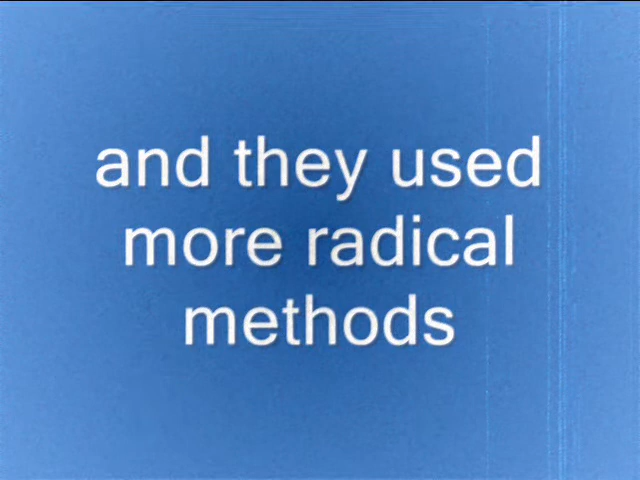 and they used
more radical
methods